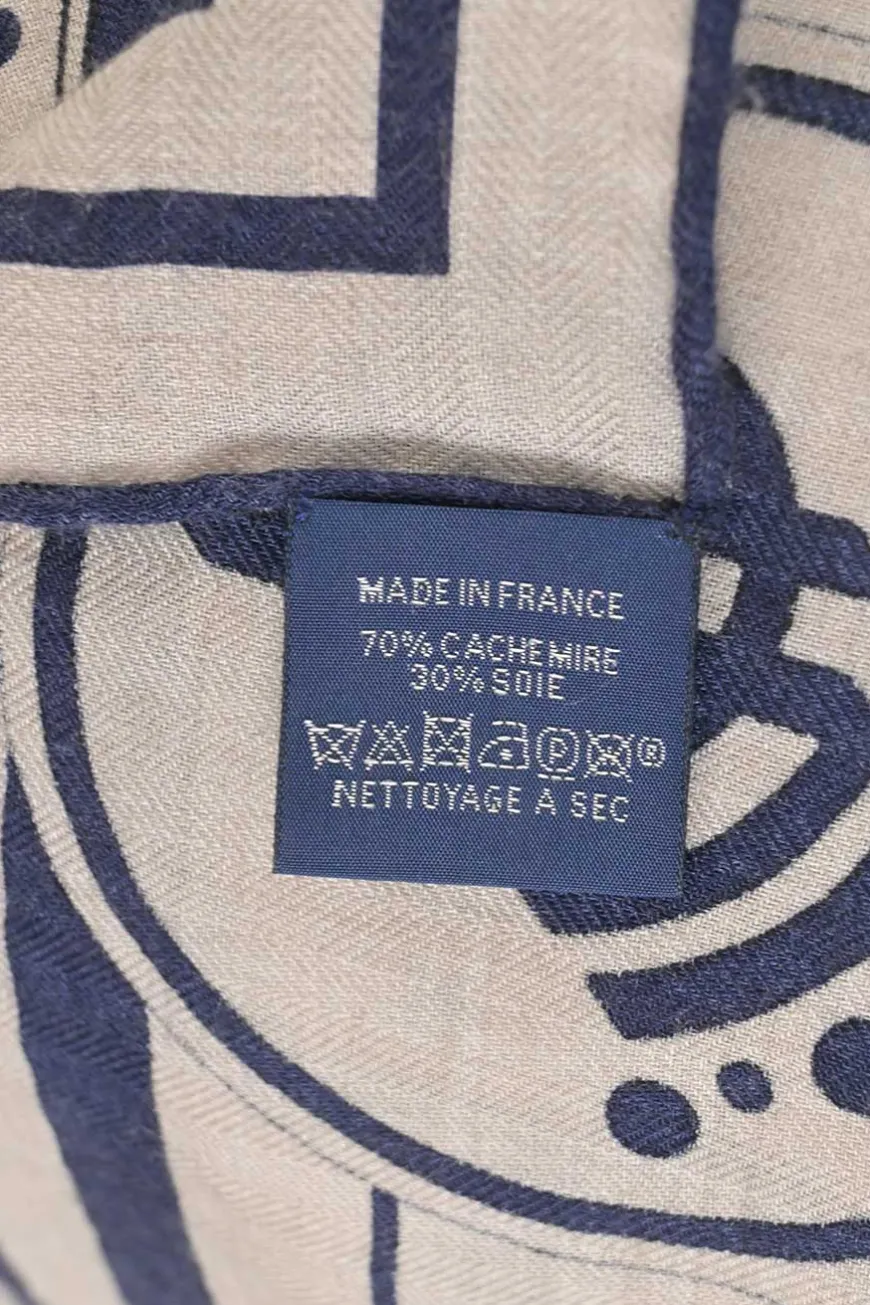 MADE IN FRANCE
70% CACHEMIRE
30% SOIE
P ®
NETTOYAGE A SEC